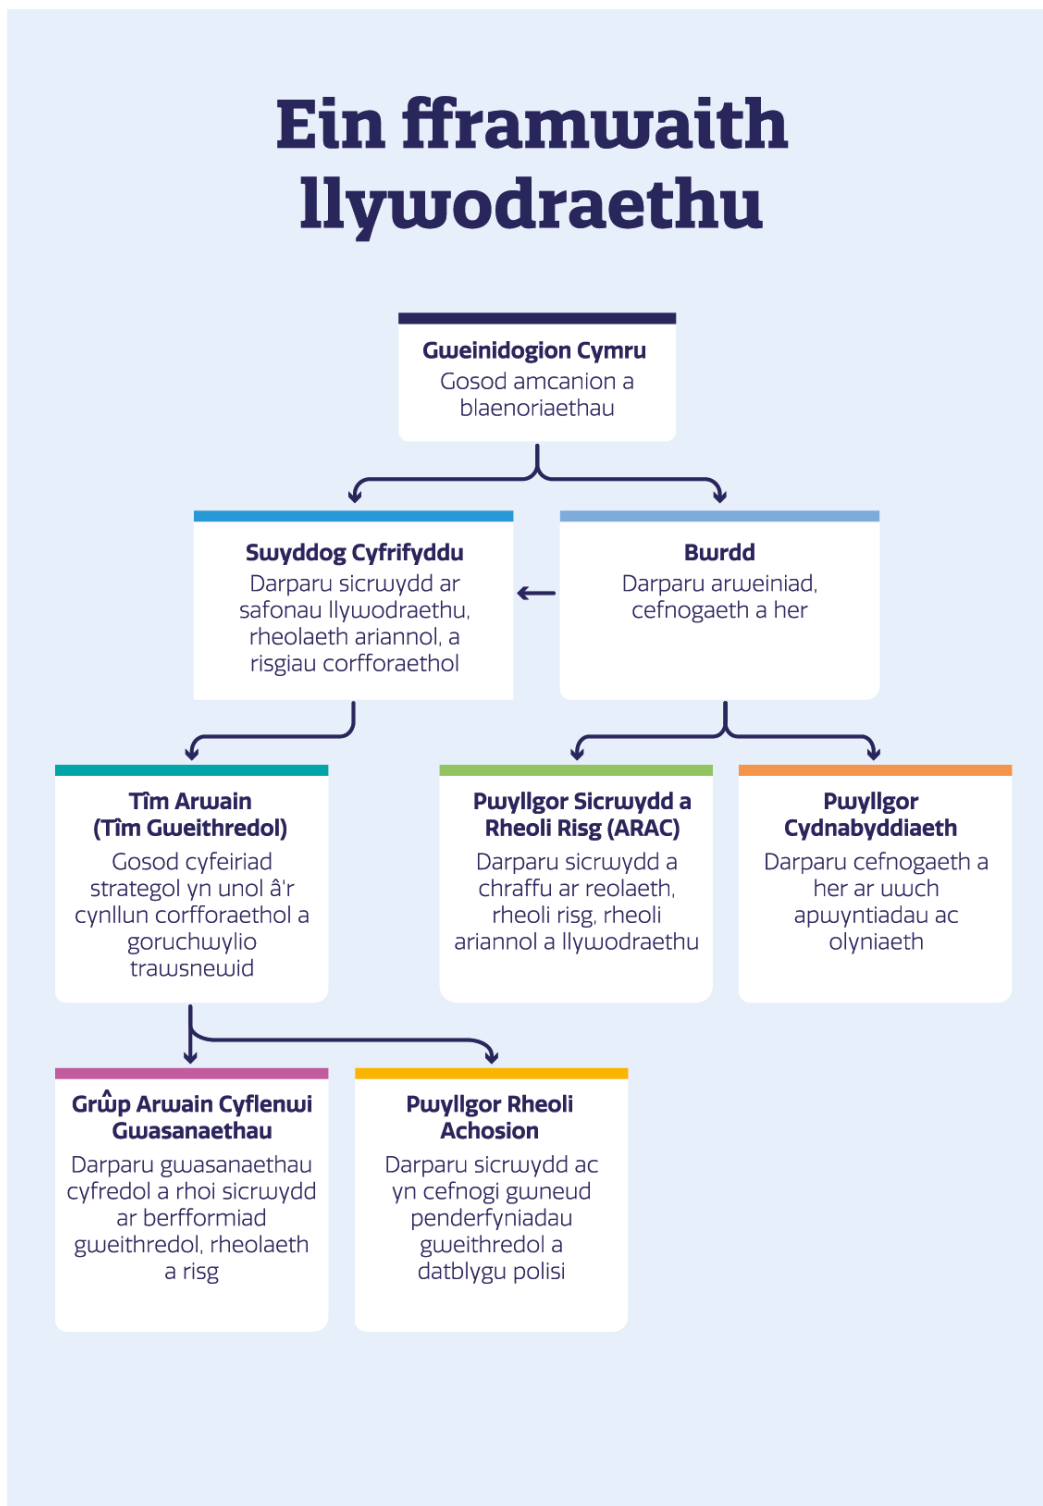 Ein fframwaith
llywodraethu
Gweinidogion Cymru
Gosod amcanion a
blaenoriaethau
Swyddog Cyfrifyddu
Darparu sicrwydd ar
safonau llywodraethu,
rheolaeth ariannol, a
risgiau corfforaethol
Bwrdd
Darparu arweiniad,
cefnogaeth a her
Tîm Arwain
(Tîm Gweithredol)
Gosod cyfeiriad
strategol yn unol â'r
cynllun corfforaethol a
goruchwylio
trawsnewid
Pwyllgor Sicrwydd a
Rheoli Risg (ARAC)
Darparu sicrwydd a
chraffu ar reolaeth,
rheoli risg, rheoli
ariannol a llywodraethu
Pwyllgor
Cydnabyddiaeth
Darparu cefnogaeth a
her ar uwch
apwyntiadau ac
olyniaeth
Grŵp Arwain Cyflenwi
Gwasanaethau
Darparu gwasanaethau
cyfredol a rhoi sicrwydd
ar berfformiad
gweithredol, rheolaeth
a risg
Pwyllgor Rheoli
Achosion
Darparu sicrwydd ac
yn cefnogi gwneud
penderfyniadau
gweithredol a
datblygu polisi